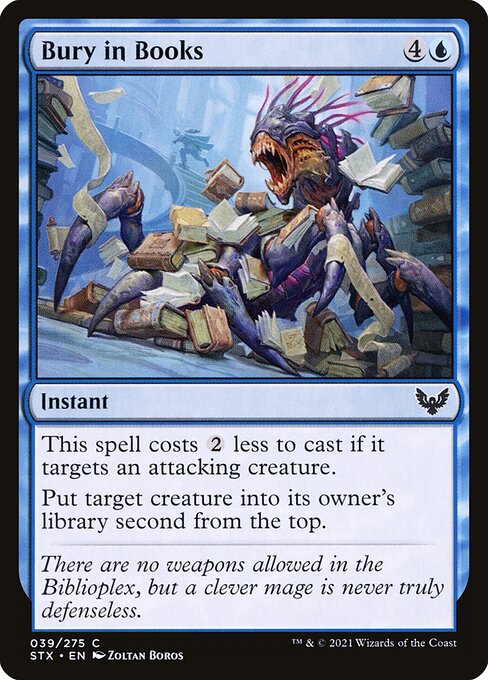 Bury in Books 4
Instant
This spell costs 2 less to cast if it
targets an attacking creature.
Put target creature into its owner's
library second from the top.
There are no weapons allowed in the
Biblioplex, but a clever mage is never truly
defenseless.
039/275 C
™ & © 2021 Wizards of the Coast
STX • EN Zoltan Boros